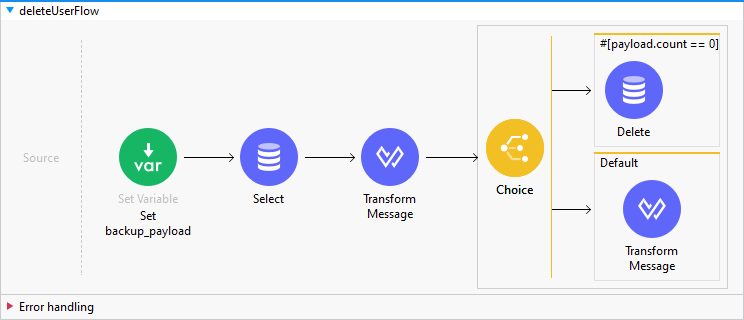 deleteUserFlow
Source
var
Set Variable
Set
backup_payload
Select
Transform
Message
Choice
#[payload.count == 0]
Delete
Default
Transform
Message
Error handling